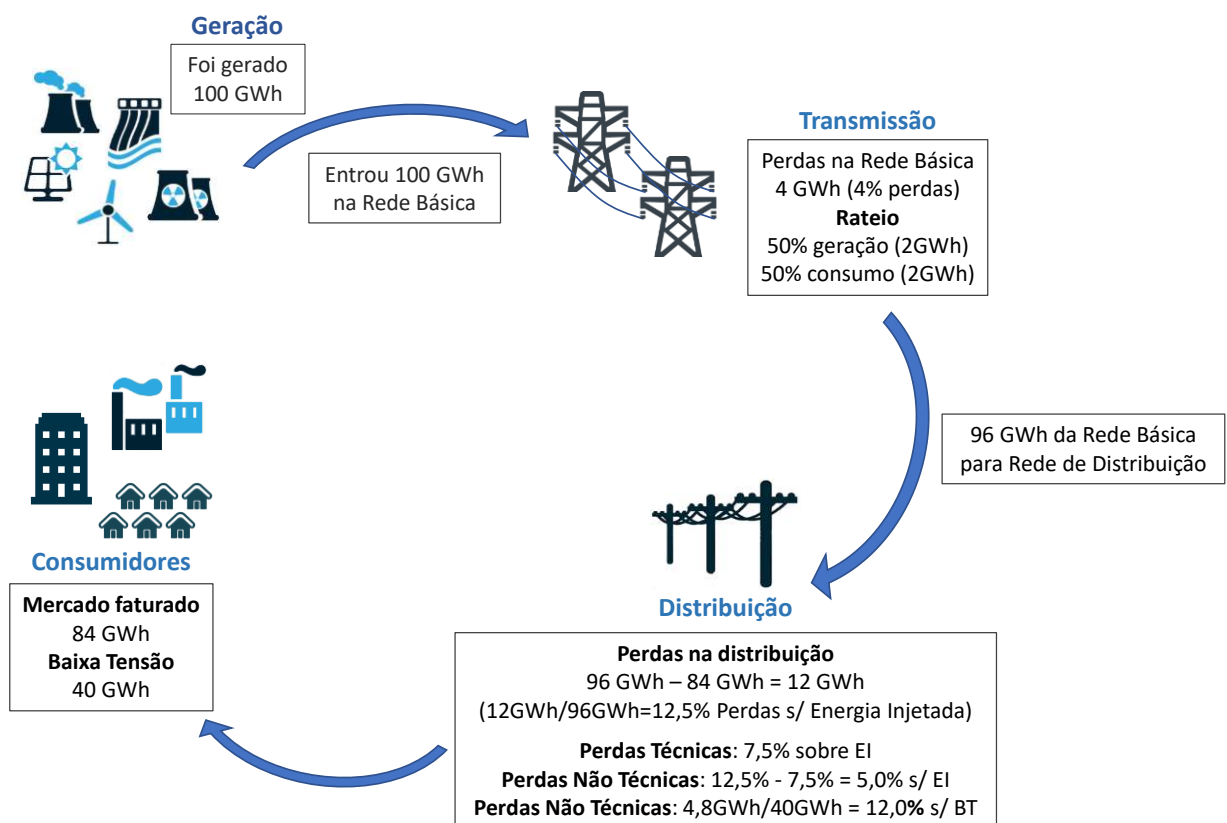 Geração
Foi gerado
100 GWh
Entrou 100 GWh
na Rede Básica
Transmissão
Perdas na Rede Básica
4 GWh (4% perdas)
Rateio
50% geração (2GWh)
50% consumo (2GWh)
96 GWh da Rede Básica
para Rede de Distribuição
Distribuição
Perdas na distribuição
96 GWh – 84 GWh = 12 GWh
(12GWh/96GWh=12,5% Perdas s/ Energia Injetada)
Perdas Técnicas: 7,5% sobre EI
Perdas Não Técnicas: 12,5% - 7,5% = 5,0% s/ EI
Perdas Não Técnicas: 4,8GWh/40GWh = 12,0% s/ BT
Consumidores
Mercado faturado
84 GWh
Baixa Tensão
40 GWh